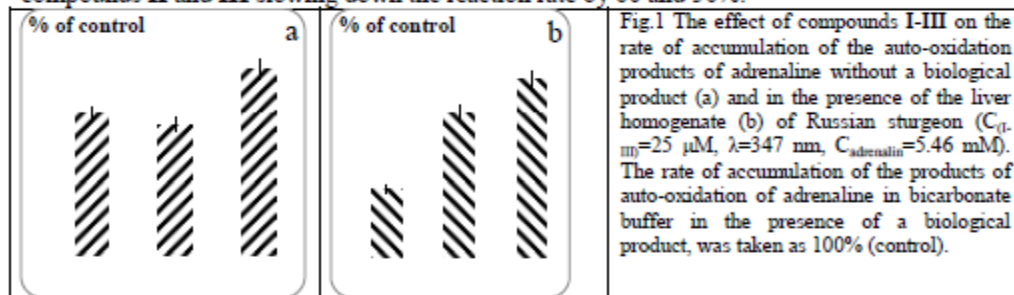 compounds II and III slowing down the reaction rate by 60 and 50%.
% of control
a
% of control
b
Fig.1 The effect of compounds I-III on the
rate of accumulation of the auto-oxidation
products of adrenaline without a biological
product (a) and in the presence of the liver
homogenate (b) of Russian sturgeon (C(I-
III)=25 μM, λ=347 nm, Cadrenalin=5.46 mM).
The rate of accumulation of the products of
auto-oxidation of adrenaline in bicarbonate
buffer in the presence of a biological
product, was taken as 100% (control).